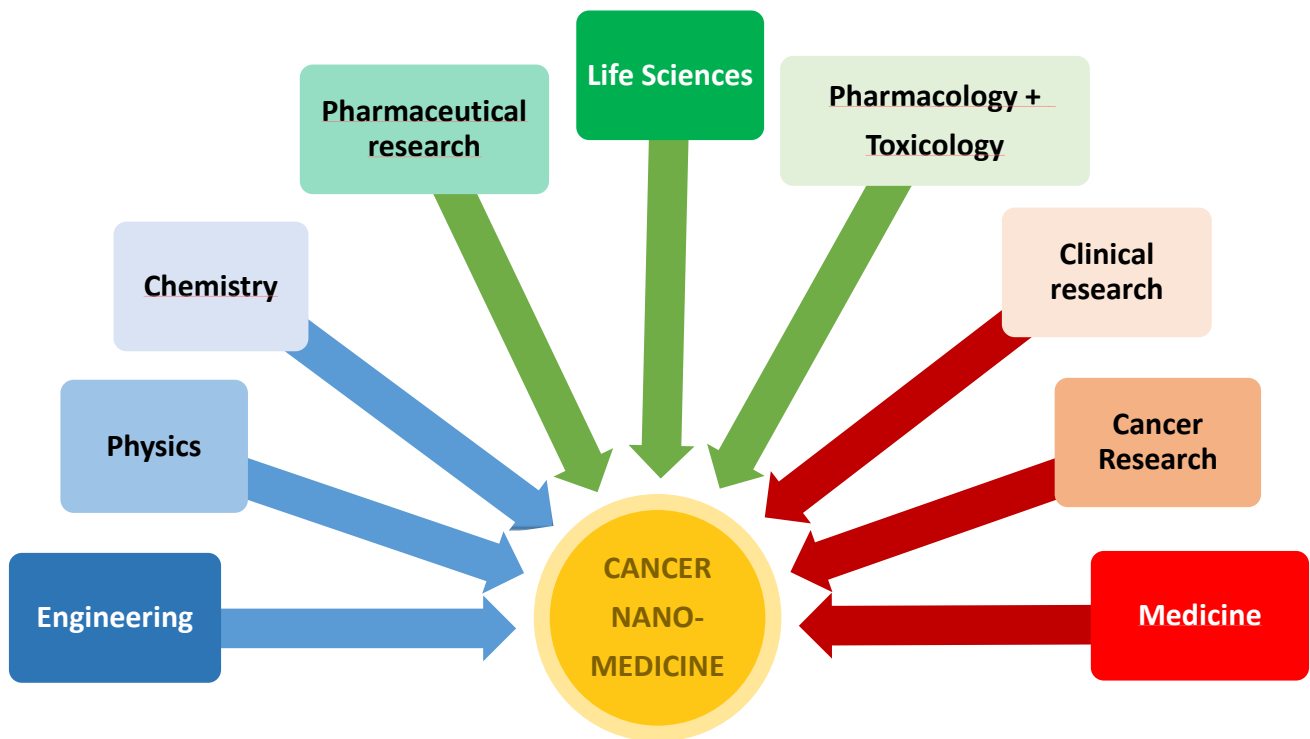 Life Sciences
Pharmaceutical
research
Pharmacology +
Toxicology
Chemistry
Clinical
research
Physics
Cancer
Research
Engineering
CANCER
NANO-
MEDICINE
Medicine